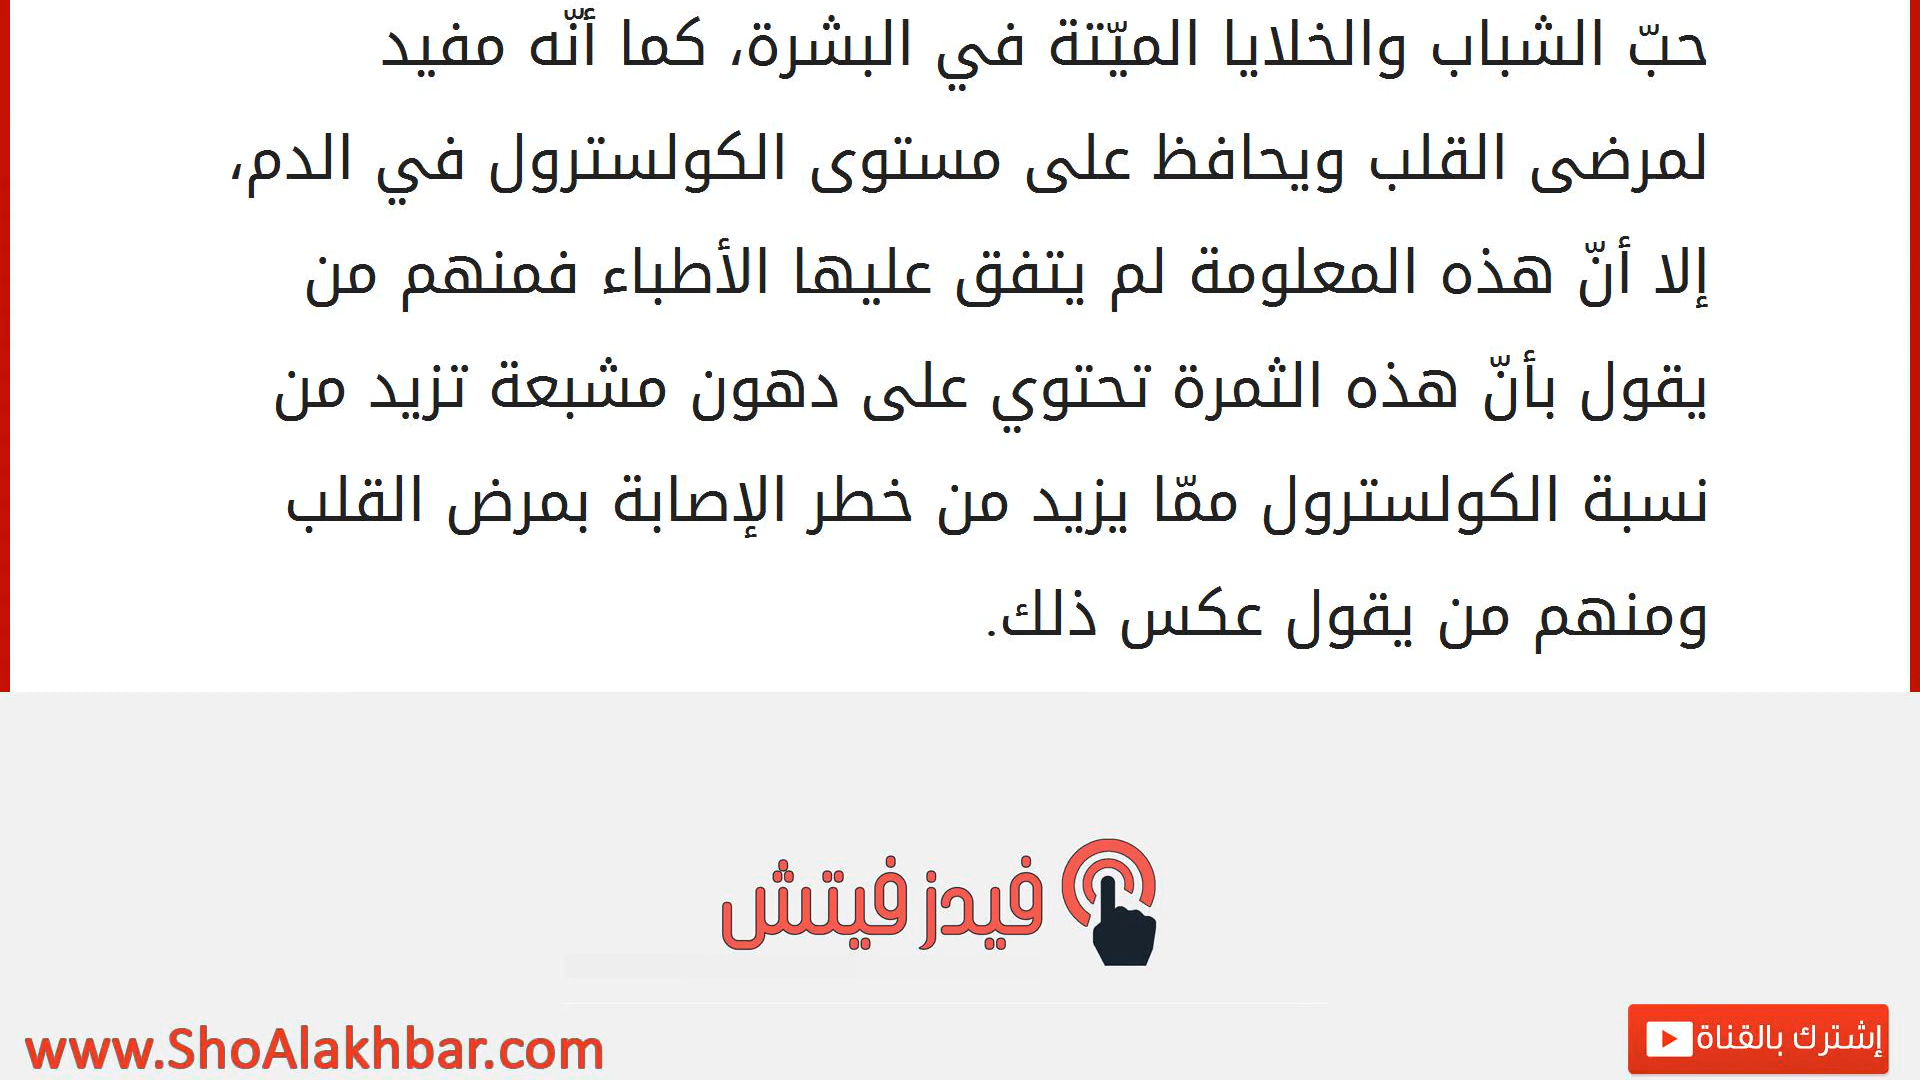 حبّ الشباب والخلايا الميّتة في البشرة، كما أنّه مفيد
لمرضى القلب ويحافظ على مستوى الكولسترول في الدم،
إلا أنّ هذه المعلومة لم يتفق عليها الأطباء فمنهم من
يقول بأنّ هذه الثمرة تحتوي على دهون مشبعة تزيد من
نسبة الكولسترول ممّا يزيد من خطر الإصابة بمرض القلب
ومنهم من يقول عكس ذلك.
فيدز فيتش
إشترك بالقناة
www.ShoAlakhbar.com